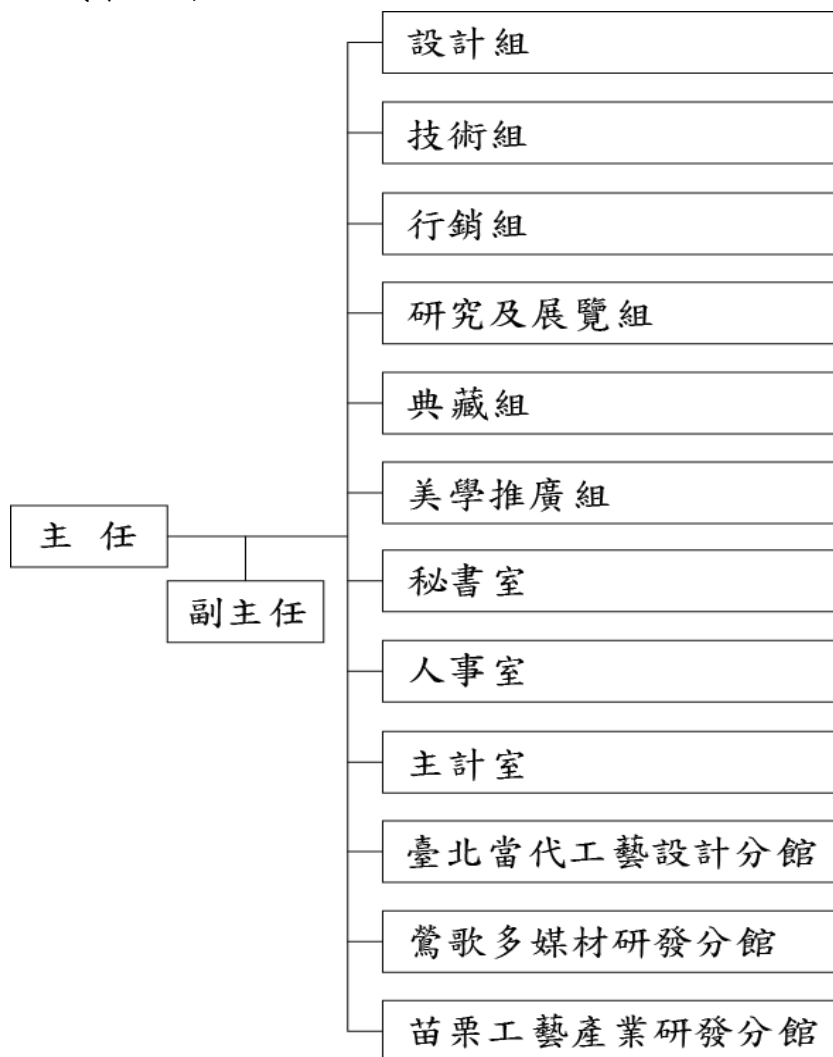 設計組
技術組
行銷組
研究及展覽組
典藏組
美學推廣組
主任
副主任
秘書室
人事室
主計室
臺北當代工藝設計分館
鶯歌多媒材研發分館
苗栗工藝產業研發分館